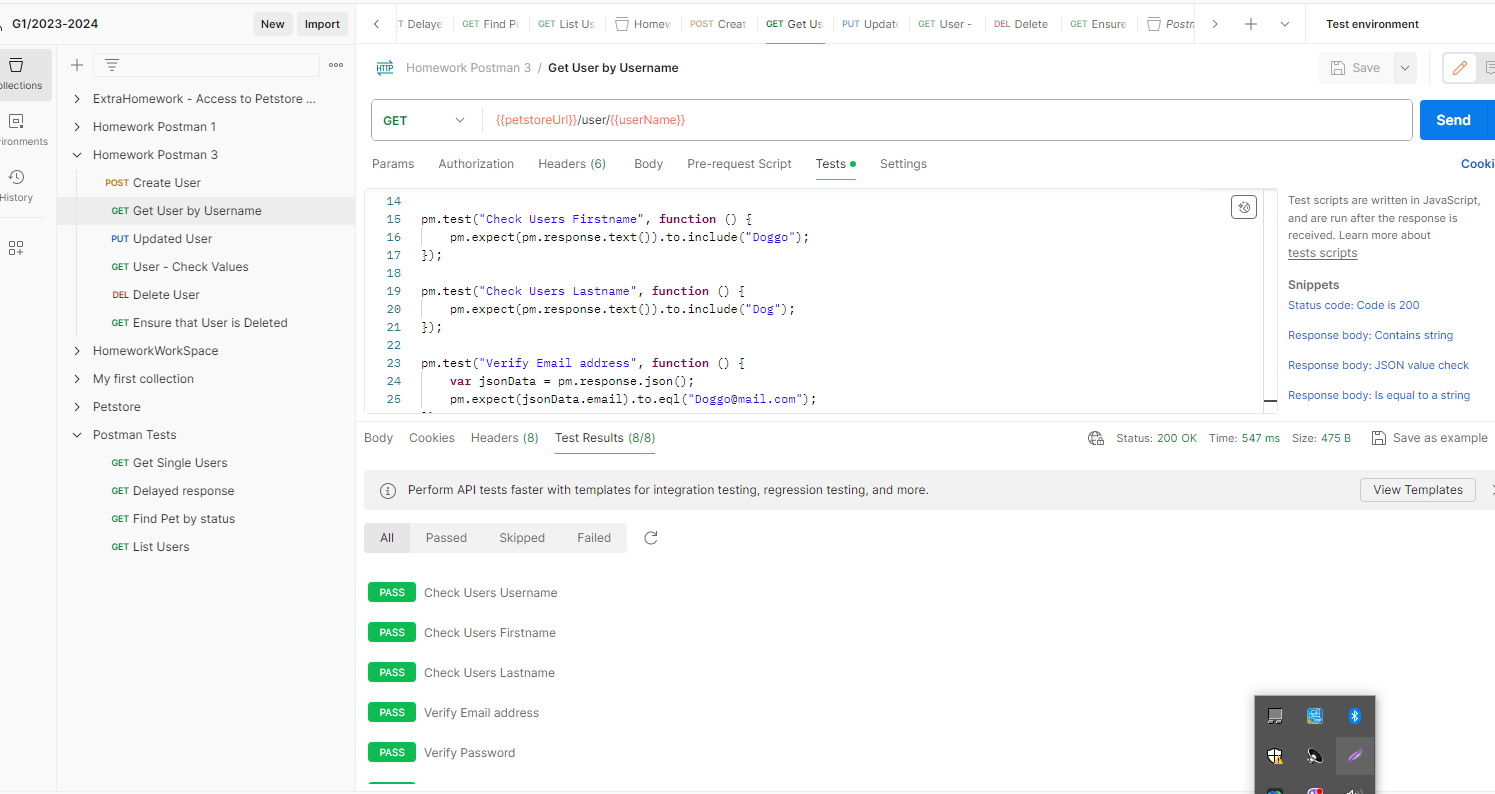 G1/2023-2024
New
Import
Delaye
GET Find P
GET List Us
Homew
POST Creat
GET Get Us
PUT Updat
GET User -
DEL Delete
GET Ensure
Postn
Test environment
ollections
ironments
History
ExtraHomework - Access to Petstore ...
Homework Postman 1
Homework Postman 3
POST Create User
GET Get User by Username
PUT Updated User
GET User - Check Values
DEL Delete User
GET Ensure that User is Deleted
HomeworkWorkSpace
My first collection
Petstore
Postman Tests
GET Get Single Users
GET Delayed response
GET Find Pet by status
GET List Users
HTTP Homework Postman 3 / Get User by Username
Save
GET
{{petstoreUrl}}/user/{{userName}}
Send
Params
Authorization
Headers (6)
Body
Pre-request Script
Tests
Settings
Cooki
14
15 pm.test("Check Users Firstname", function () {
16 pm.expect(pm.response.text()).to.include("Doggo");
17 });
18
19 pm.test("Check Users Lastname", function () {
20 pm.expect(pm.response.text()).to.include("Dog");
21 });
22
23 pm.test("Verify Email address", function () {
24 var jsonData = pm.response.json();
25 pm.expect(jsonData.email).to.eql("Doggo@mail.com");
Test scripts are written in JavaScript,
and are run after the response is
received. Learn more about
tests scripts
Snippets
Status code: Code is 200
Response body: Contains string
Response body: JSON value check
Response body: Is equal to a string
Body
Cookies
Headers (8)
Test Results (8/8)
Status: 200 OK
Time: 547 ms
Size: 475 B
Save as example
Perform API tests faster with templates for integration testing, regression testing, and more.
View Templates
All
Passed
Skipped
Failed
PASS Check Users Username
PASS Check Users Firstname
PASS Check Users Lastname
PASS Verify Email address
PASS Verify Password